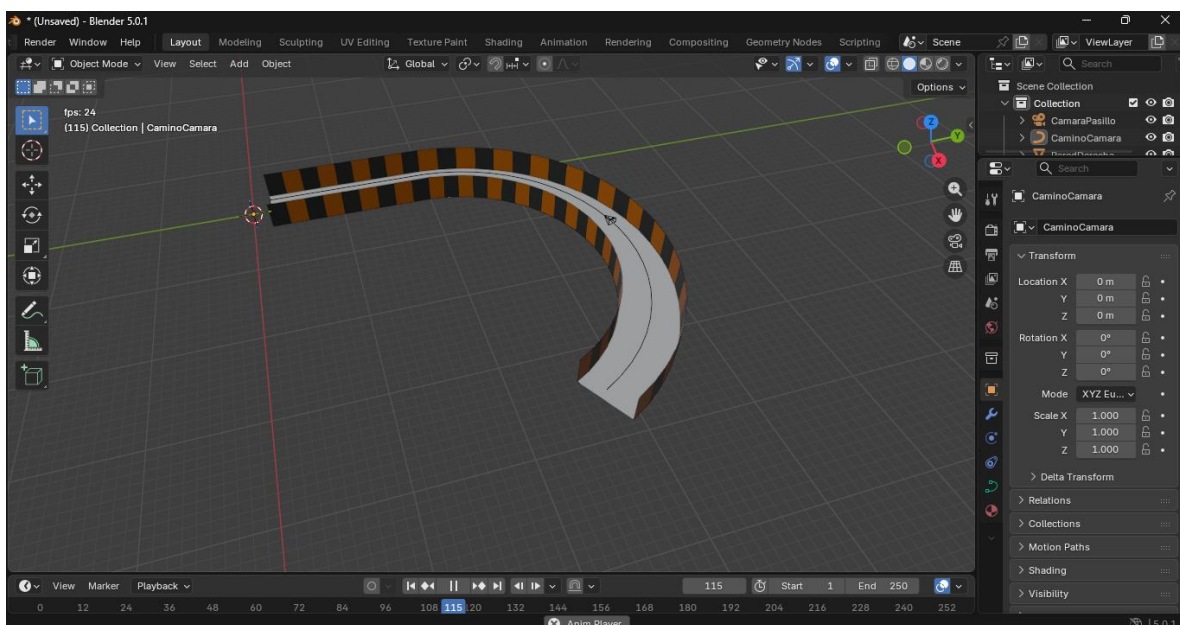 * (Unsaved) - Blender 5.0.1
Render Window Help Layout Modeling Sculpting UV Editing Texture Paint Shading Animation Rendering Compositing Geometry Nodes Scripting Scene ViewLayer
Object Mode View Select Add Object Global Search
Options
fps: 24
(115) Collection | CaminoCamara
Z
Y
X
Scene Collection
Collection
CamaraPasillo
CaminoCamara
ParedDerecha
Search
CaminoCamara
CaminoCamara
Transform
Location X 0 m
Y 0 m
Z 0 m
Rotation X 0°
Y 0°
Z 0°
Mode XYZ Eu...
Scale X 1.000
Y 1.000
Z 1.000
Delta Transform
Relations
Collections
Motion Paths
Shading
Visibility
View Marker Playback 115 Start 1 End 250
0 12 24 36 48 60 72 84 96 108 115 120 132 144 156 168 180 192 204 216 228 240 252
Anim Player 5.0.1